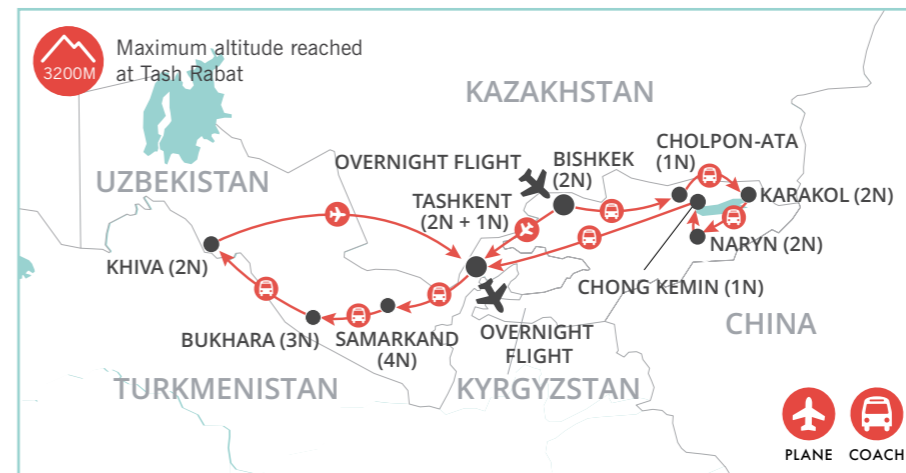 Maximum altitude reached
at Tash Rabat
3200M
KAZAKHSTAN
UZBEKISTAN
OVERNIGHT FLIGHT
BISHKEK
(2N)
CHOLPON-ATA
(1N)
TASHKENT
(2N + 1N)
KARAKOL (2N)
NARYN (2N)
KHIVA (2N)
CHONG KEMIN (1N)
BUKHARA (3N)
SAMARKAND
(4N)
OVERNIGHT
FLIGHT
CHINA
TURKMENISTAN
KYRGYZSTAN
PLANE
COACH